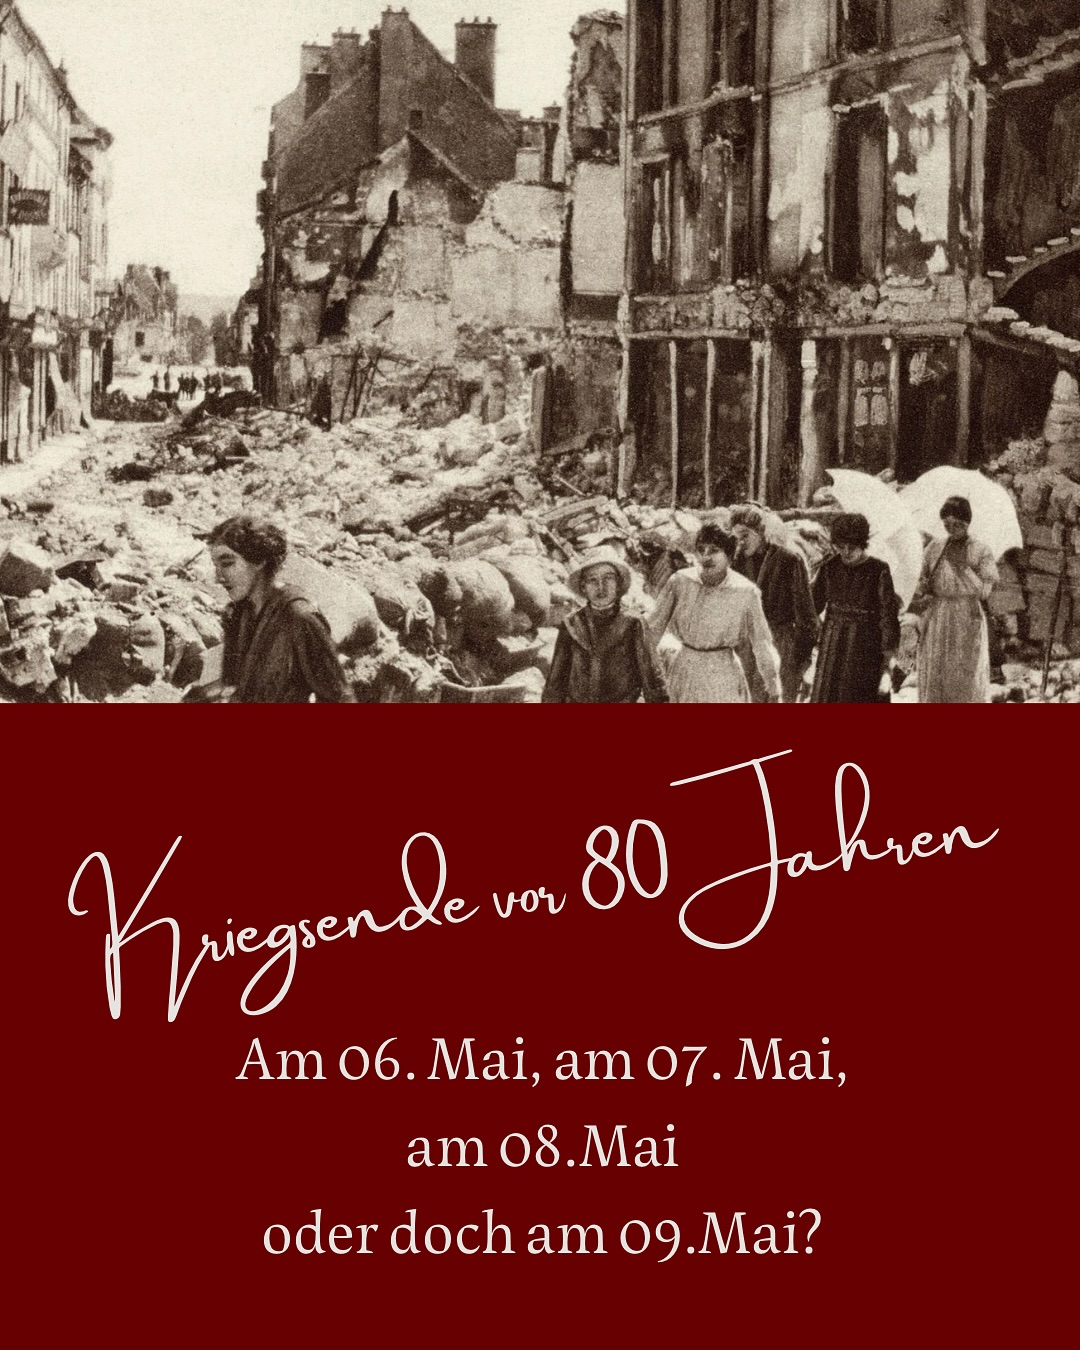 Kriegsende vor 80 Jahren
Am 06. Mai, am 07. Mai,
am 08.Mai
oder doch am 09.Mai?